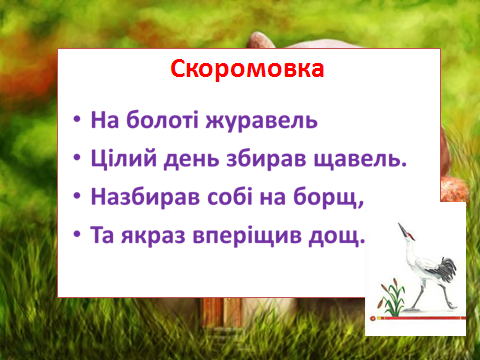 Скоромовка
• На болоті журавель
• Цілий день збирав щавель.
• Назбирав собі на борщ,
• Та якраз вперіщив дощ.